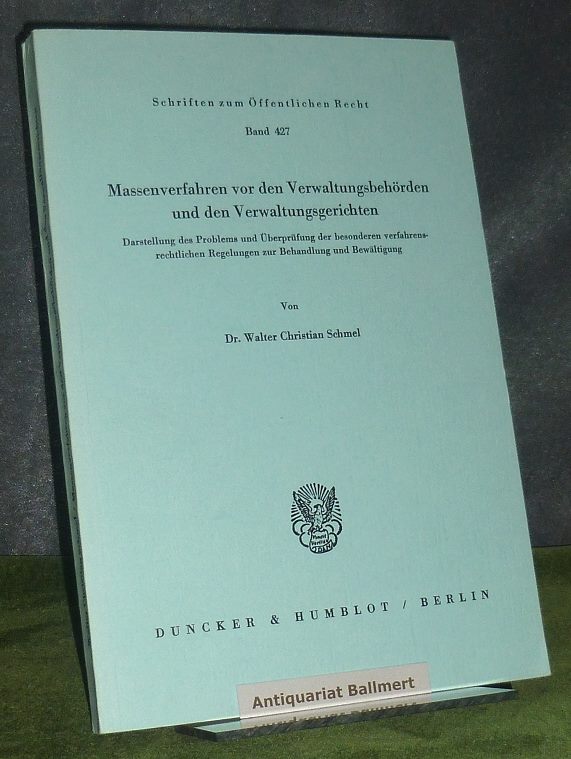 Schriften zum Öffentlichen Recht
Band 427
Massenverfahren vor den Verwaltungsbehörden
und den Verwaltungsgerichten
Darstellung des Problems und Überprüfung der besonderen verfahrens-
rechtlichen Regelungen zur Behandlung und Bewältigung
Von
Dr. Walter Christian Schmel
DUNCKER & HUMBLOT / BERLIN
Antiquariat Ballmert